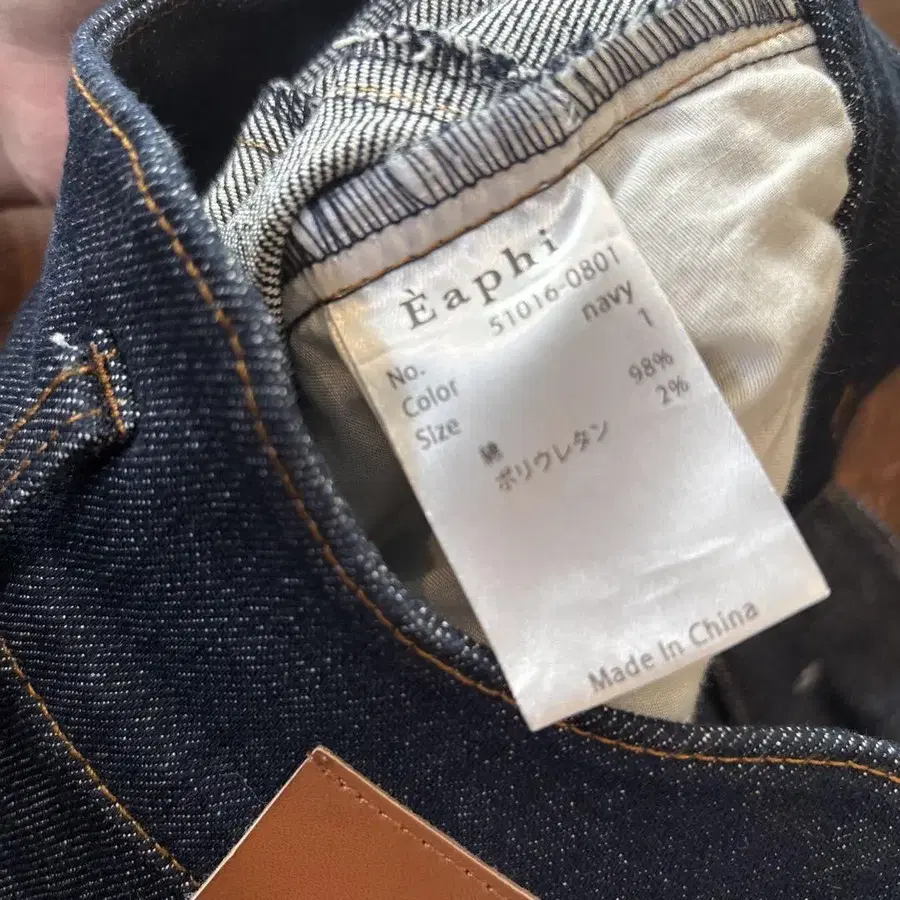 Èaphi
No. 51016-0801
Color navy
Size 1
綿 98%
ポリウレタン 2%
Made In China